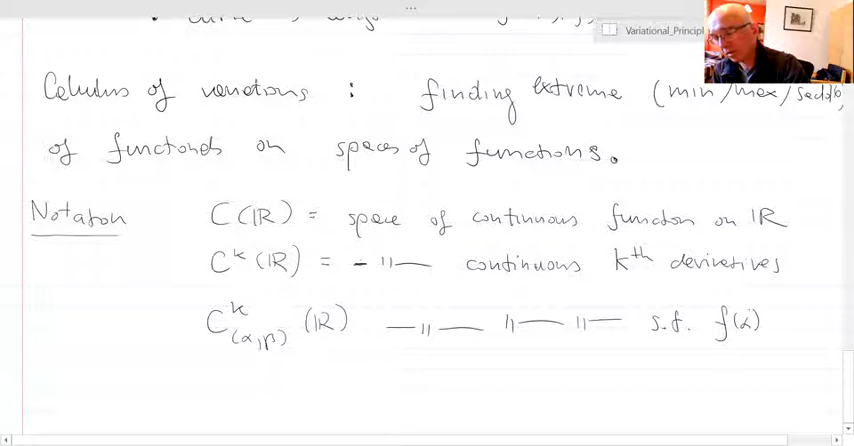 Variational_Principl
Calculus of variations : finding extreme (min/max/saddle,
of functionals on spaces of functions.
Notation C(ℝ) = space of continuous function on ℝ
C^k (ℝ) = - 〃 — continuous k^th derivatives
C^k_(α,β) (ℝ) — 〃 — 〃 — 〃 — s.t. f(α)